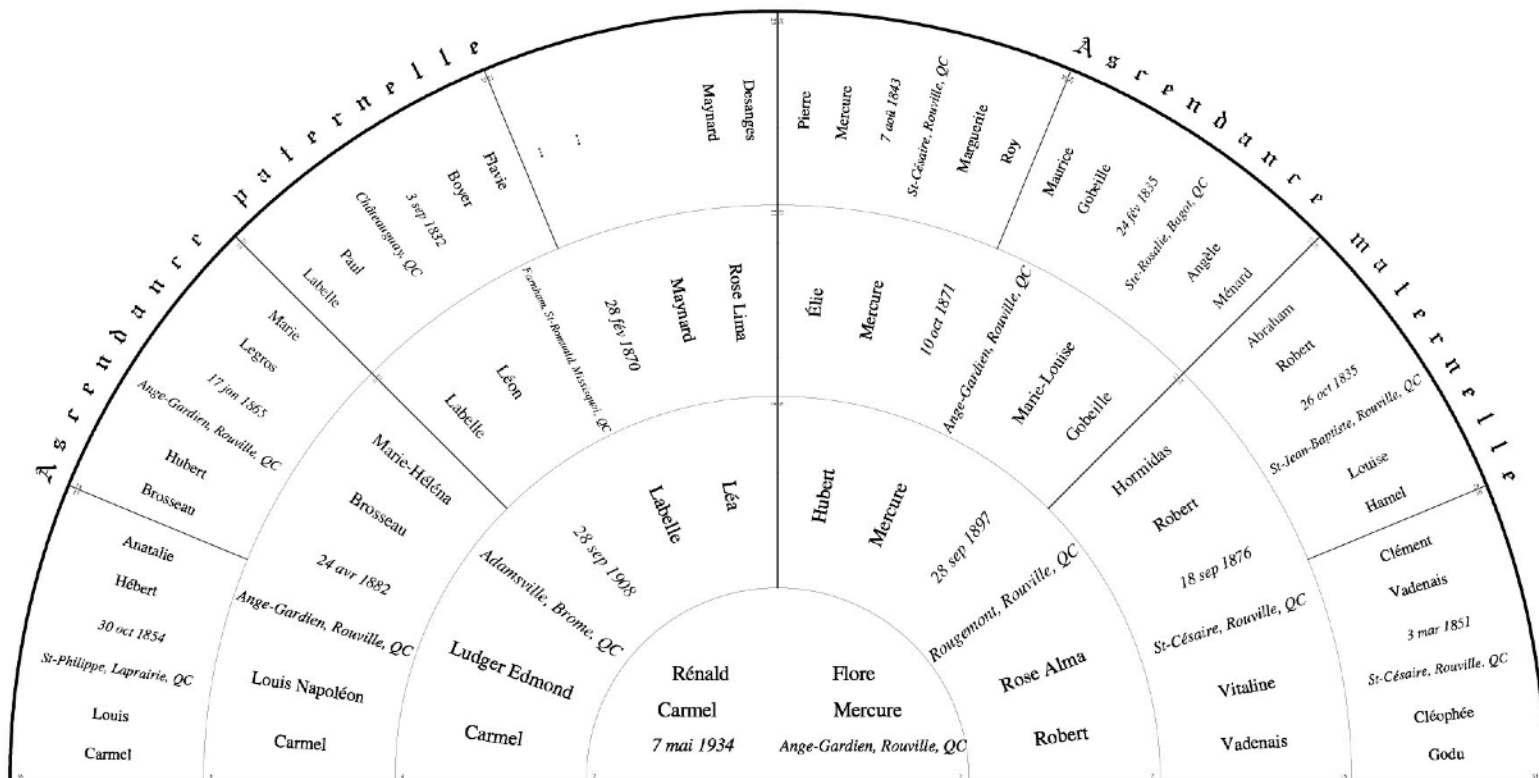 Ascendance paternelle
Ascendance maternelle
Carmel
Louis
St-Philippe, Laprairie, QC
30 oct 1854
Hébert
Anatalie
Brosseau
Hubert
Ange-Gardien, Rouville, QC
17 jan 1865
Legros
Marie
Labelle
Paul
Châteauguay, QC
3 sep 1832
Boyer
Flavie
...
...
Maynard
Desanges
Pierre
Mercure
7 aoû 1843
St-Césaire, Rouville, QC
Marguerite
Roy
Maurice
Gobeille
24 fév 1835
Ste-Rosalie, Bagot, QC
Angèle
Ménard
Abraham
Robert
26 oct 1835
St-Jean-Baptiste, Rouville, QC
Louise
Hamel
Clément
Vadenais
3 mar 1851
St-Césaire, Rouville, QC
Cléophée
Godu
Carmel
Louis Napoléon
Ange-Gardien, Rouville, QC
24 avr 1882
Brosseau
Marie-Héléna
Labelle
Léon
Farnham, St-Romuald, Missisquoi, QC
28 fév 1870
Maynard
Rose Lima
Élie
Mercure
10 oct 1871
Ange-Gardien, Rouville, QC
Marie-Louise
Gobeille
Hormidas
Robert
18 sep 1876
St-Césaire, Rouville, QC
Vitaline
Vadenais
Carmel
Ludger Edmond
Adamsville, Brome, QC
28 sep 1908
Labelle
Léa
Hubert
Mercure
28 sep 1897
Rougemont, Rouville, QC
Rose Alma
Robert
Rénald
Carmel
7 mai 1934
Flore
Mercure
Ange-Gardien, Rouville, QC